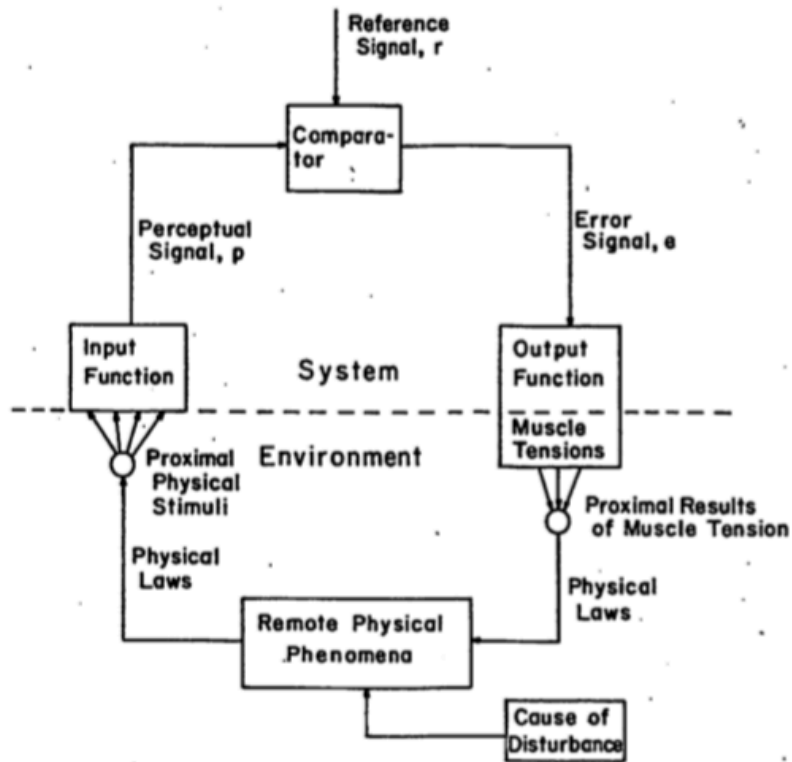 Reference
Signal, r
Compara-
tor
Perceptual
Signal, p
Error
Signal, e
Input
Function
System
Output
Function
Environment
Muscle
Tensions
Proximal
Physical
Stimuli
Proximal Results
of Muscle Tension
Physical
Laws
Physical
Laws
Remote Physical
Phenomena
Cause of
Disturbance